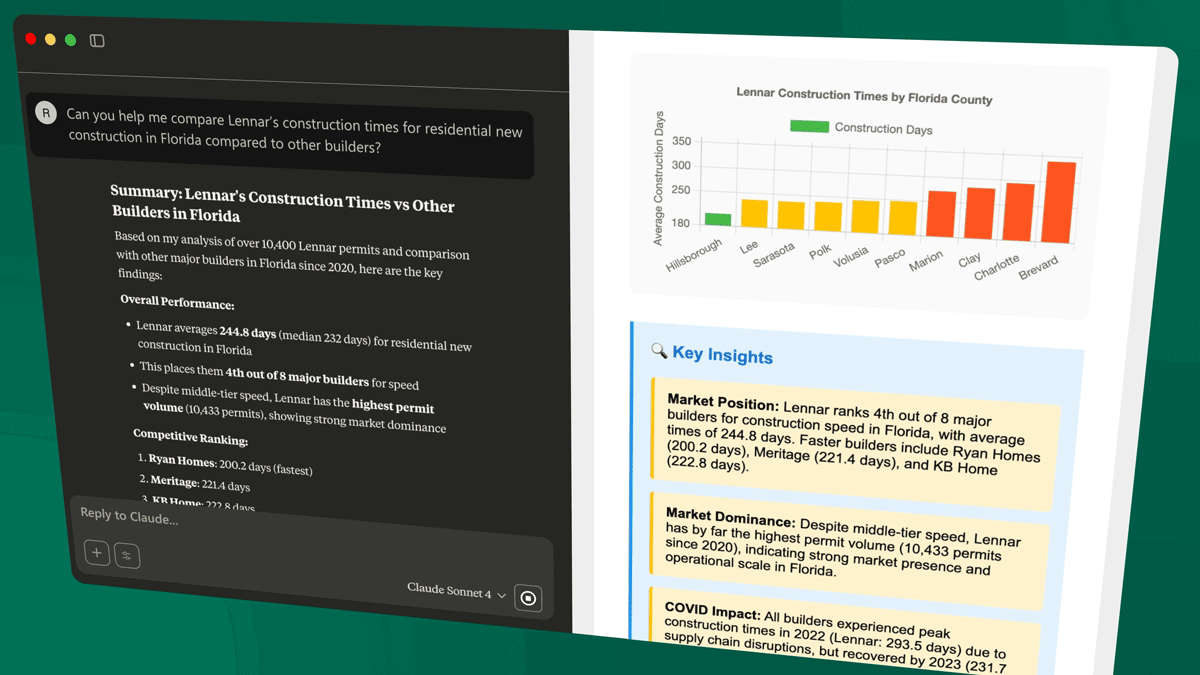 R
Can you help me compare Lennar's construction times for residential new
construction in Florida compared to other builders?
Summary: Lennar's Construction Times vs Other
Builders in Florida
Based on my analysis of over 10,400 Lennar permits and comparison
with other major builders in Florida since 2020, here are the key
findings:
Overall Performance:
• Lennar averages 244.8 days (median 232 days) for residential new
construction in Florida
• This places them 4th out of 8 major builders for speed
• Despite middle-tier speed, Lennar has the highest permit
volume (10,433 permits), showing strong market dominance
Competitive Ranking:
1. Ryan Homes: 200.2 days (fastest)
2. Meritage: 221.4 days
3. KB Home: 222.8 days
Reply to Claude...
Claude Sonnet 4
Lennar Construction Times by Florida County
Construction Days
Average Construction Days
350
300
250
180
Hillsborough
Lee
Sarasota
Polk
Volusia
Pasco
Marion
Clay
Charlotte
Brevard
🔍 Key Insights
Market Position: Lennar ranks 4th out of 8 major
builders for construction speed in Florida, with average
times of 244.8 days. Faster builders include Ryan Homes
(200.2 days), Meritage (221.4 days), and KB Home
(222.8 days).
Market Dominance: Despite middle-tier speed, Lennar
has by far the highest permit volume (10,433 permits
since 2020), indicating strong market presence and
operational scale in Florida.
COVID Impact: All builders experienced peak
construction times in 2022 (Lennar: 293.5 days) due to
supply chain disruptions, but recovered by 2023 (231.7